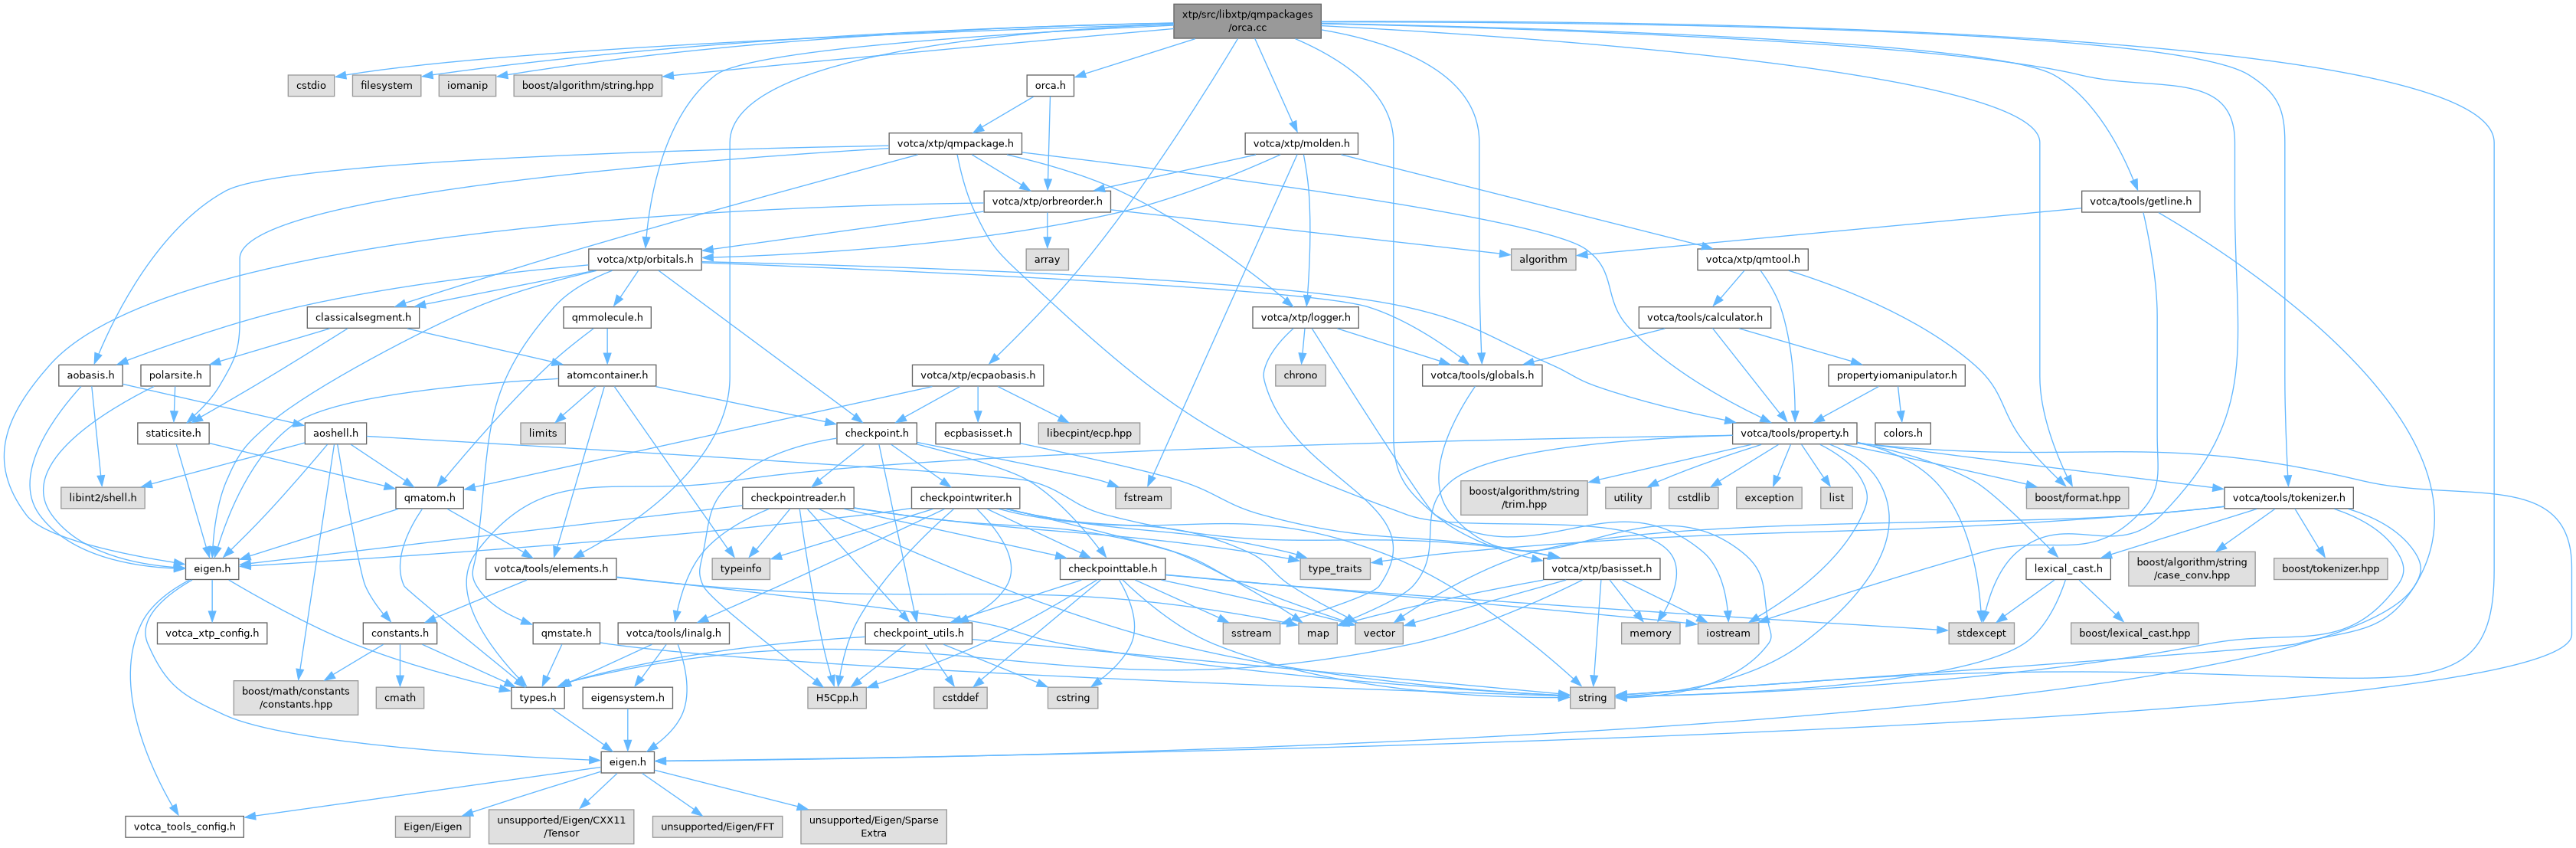 xtp/src/libxtp/qmpackages
/orca.cc
cstdio
filesystem
iomanip
boost/algorithm/string.hpp
orca.h
votca/xtp/qmpackage.h
votca/xtp/molden.h
votca/xtp/orbreorder.h
votca/tools/getline.h
votca/xtp/orbitals.h
array
algorithm
votca/xtp/qmtool.h
classicalsegment.h
qmmolecule.h
votca/xtp/logger.h
votca/tools/calculator.h
aobasis.h
polarsite.h
atomcontainer.h
votca/xtp/ecpaobasis.h
chrono
votca/tools/globals.h
propertyiomanipulator.h
staticsite.h
aoshell.h
limits
checkpoint.h
ecpbasisset.h
libecpint/ecp.hpp
votca/tools/property.h
colors.h
libint2/shell.h
qmatom.h
checkpointreader.h
checkpointwriter.h
fstream
boost/algorithm/string
/trim.hpp
utility
cstdlib
exception
list
boost/format.hpp
votca/tools/tokenizer.h
eigen.h
votca/tools/elements.h
typeinfo
checkpointtable.h
type_traits
votca/xtp/basisset.h
lexical_cast.h
boost/algorithm/string
/case_conv.hpp
boost/tokenizer.hpp
votca_xtp_config.h
constants.h
qmstate.h
votca/tools/linalg.h
checkpoint_utils.h
sstream
map
vector
memory
iostream
stdexcept
boost/lexical_cast.hpp
boost/math/constants
/constants.hpp
cmath
types.h
eigensystem.h
H5Cpp.h
cstddef
cstring
string
eigen.h
votca_tools_config.h
Eigen/Eigen
unsupported/Eigen/CXX11
/Tensor
unsupported/Eigen/FFT
unsupported/Eigen/Sparse
Extra